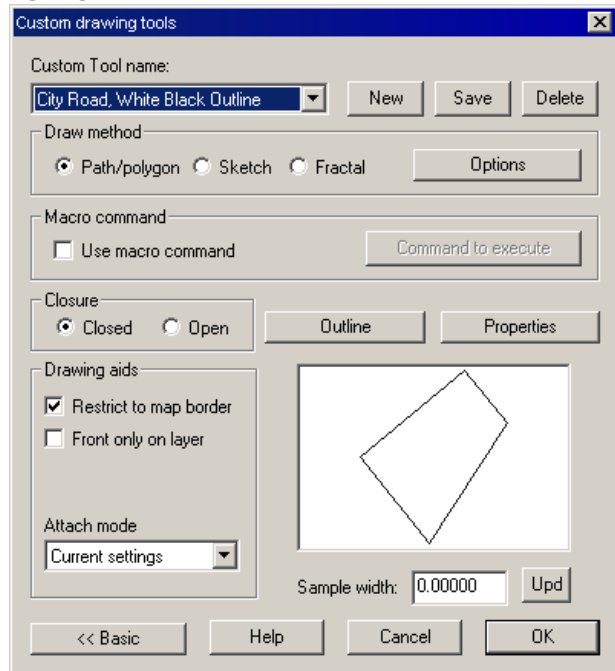 Custom drawing tools
Custom Tool name:
City Road, White Black Outline New Save Delete
Draw method
Path/polygon Sketch Fractal Options
Macro command
Use macro command Command to execute
Closure
Closed Open Outline Properties
Drawing aids
Restrict to map border
Front only on layer
Attach mode
Current settings
Sample width: 0.00000 Upd
<< Basic Help Cancel OK